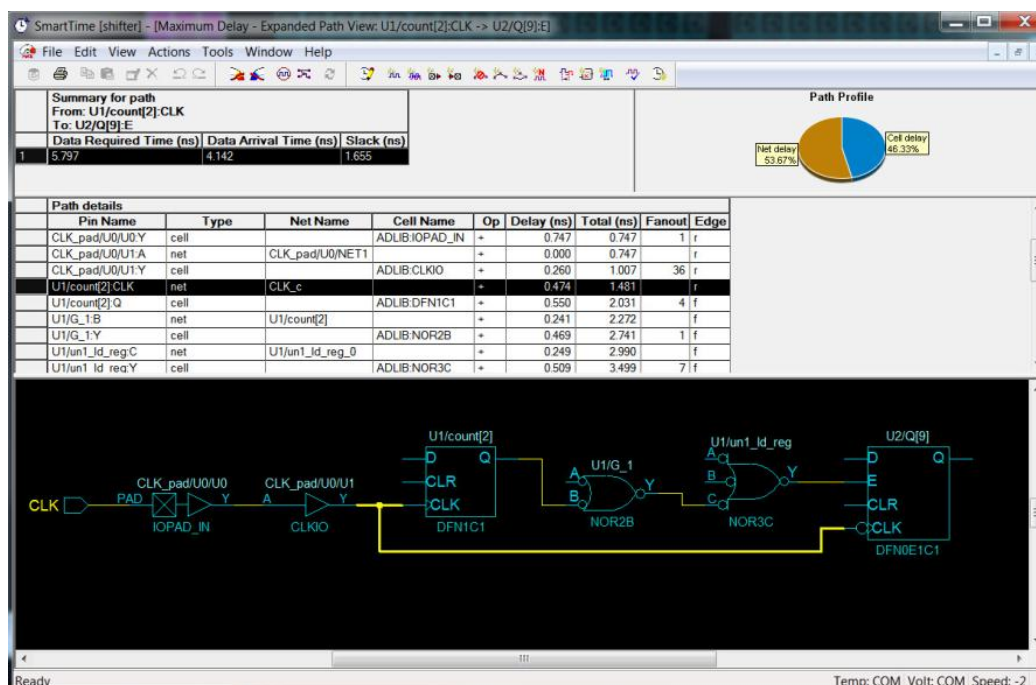 SmartTime [shifter] - [Maximum Delay - Expanded Path View: U1/count[2]:CLK -> U2/Q[9]:E]
File Edit View Actions Tools Window Help
Summary for path
From: U1/count[2]:CLK
To: U2/Q[9]:E
Data Required Time (ns) Data Arrival Time (ns) Slack (ns)
1 5.797 4.142 1.655
Path Profile
Cell delay
46.33%
Net delay
53.67%
Path details
Pin Name Type Net Name Cell Name Op Delay (ns) Total (ns) Fanout Edge
CLK_pad/U0/U0:Y cell ADLIB:IOPAD_IN + 0.747 0.747 1 r
CLK_pad/U0/U1:A net CLK_pad/U0/NET1 + 0.000 0.747 r
CLK_pad/U0/U1:Y cell ADLIB:CLKIO + 0.260 1.007 36 r
U1/count[2]:CLK net CLK_c + 0.474 1.481 r
U1/count[2]:Q cell ADLIB:DFN1C1 + 0.550 2.031 4 f
U1/G_1:B net U1/count[2] + 0.241 2.272 f
U1/G_1:Y cell ADLIB:NOR2B + 0.469 2.741 1 f
U1/un1_ld_reg:C net U1/un1_ld_reg_0 + 0.249 2.990 f
U1/un1_ld_reg:Y cell ADLIB:NOR3C + 0.509 3.499 7 f
U1/count[2] U1/un1_ld_reg U2/Q[9]
D Q A D Q
CLK_pad/U0/U0 CLK_pad/U0/U1 CLR U1/G_1 B Y E
A
CLK PAD Y A Y CLK B Y C CLR
IOPAD_IN CLKIO DFN1C1 NOR2B NOR3C CLK
DFN0E1C1
Ready Temp: COM Volt: COM Speed: -2